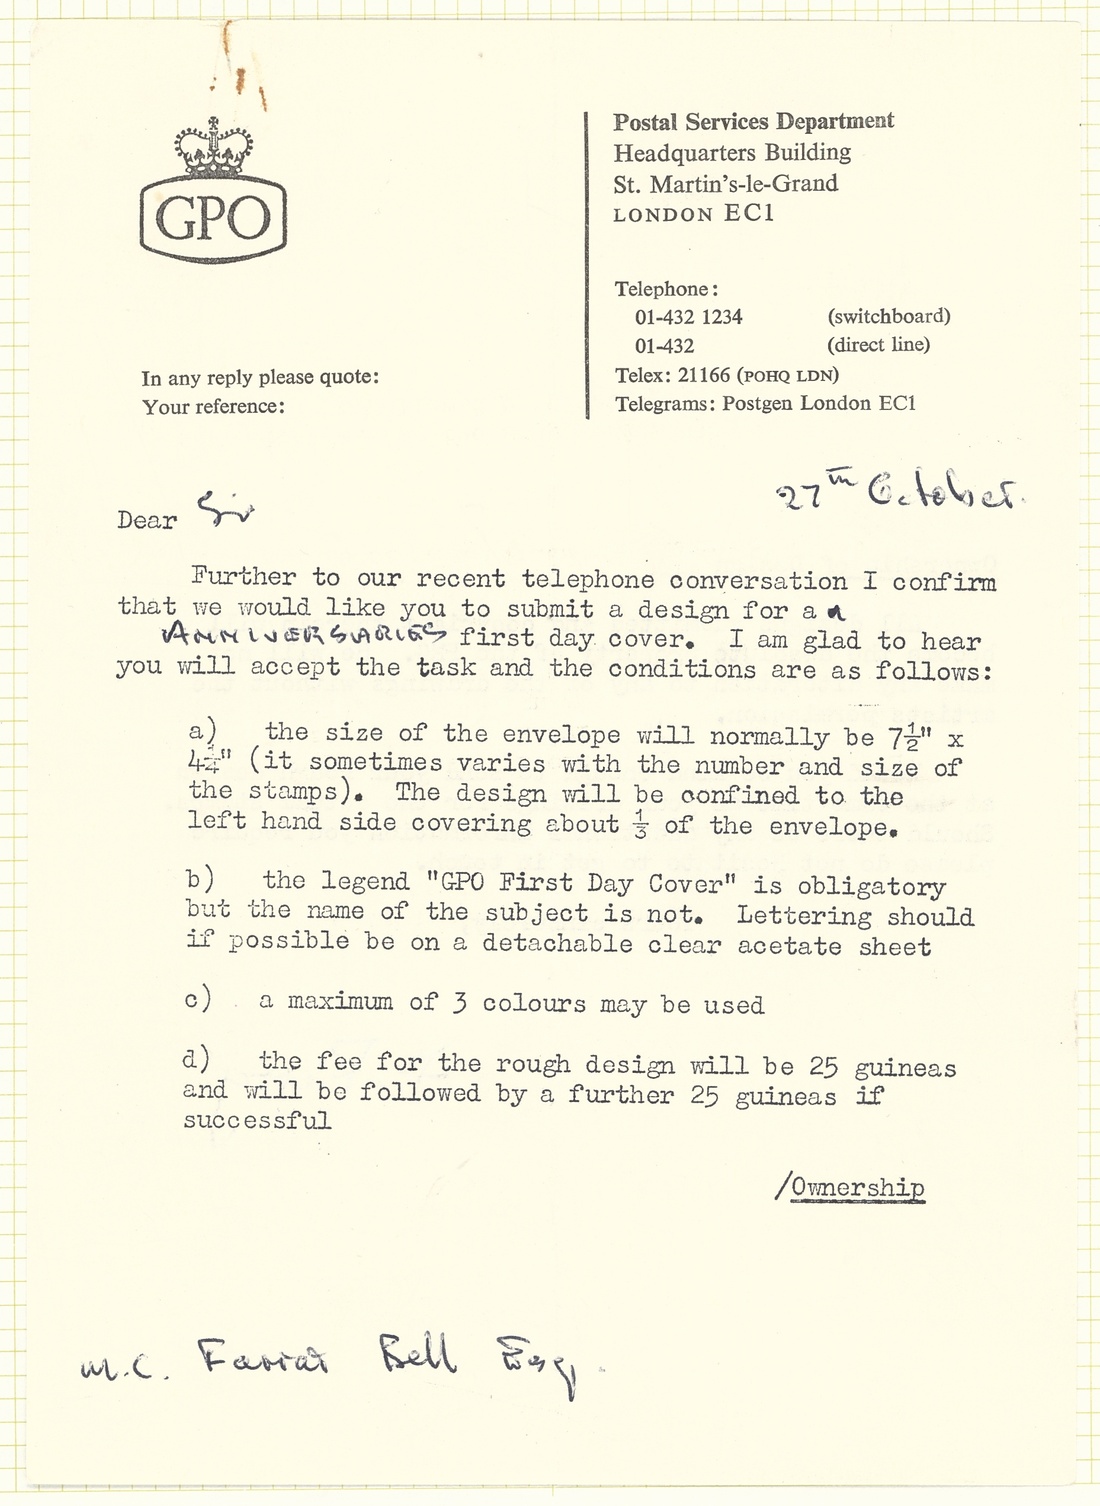 GPO
Postal Services Department
Headquarters Building
St. Martin's-le-Grand
LONDON EC1
Telephone:
01-432 1234 (switchboard)
01-432 (direct line)
Telex: 21166 (POHQ LDN)
Telegrams: Postgen London EC1
In any reply please quote:
Your reference:
27th October.
Dear Sir
Further to our recent telephone conversation I confirm
that we would like you to submit a design for a
ANNIVERSARIES first day cover. I am glad to hear
you will accept the task and the conditions are as follows:
a) the size of the envelope will normally be 7½" x
4¼" (it sometimes varies with the number and size of
the stamps). The design will be confined to the
left hand side covering about ⅓ of the envelope.
b) the legend "GPO First Day Cover" is obligatory
but the name of the subject is not. Lettering should
if possible be on a detachable clear acetate sheet
c) a maximum of 3 colours may be used
d) the fee for the rough design will be 25 guineas
and will be followed by a further 25 guineas if
successful
/Ownership
M.C. Farrar Bell Esq.